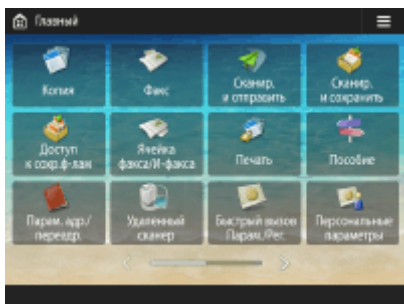 Главный
Копия
Факс
Сканир.
и отправить
Сканир.
и сохранить
Доступ
к сохр.ф-лам
Ячейка
факса/И-факса
Печать
Пособие
Парам. адр./
переадр.
Удаленный
сканер
Быстрый вызов
Парам./Рег.
Персональные
параметры